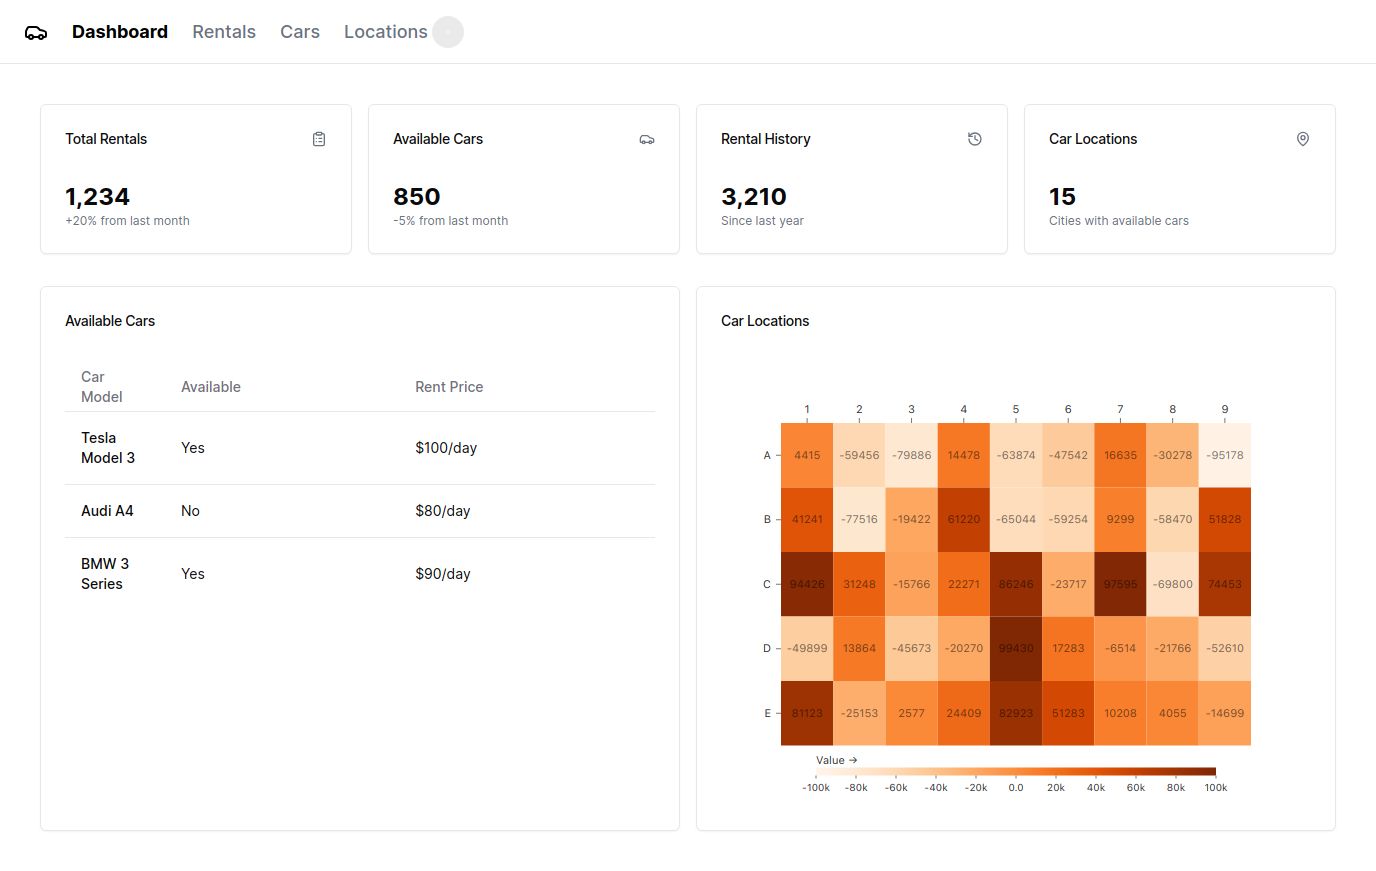 Dashboard Rentals Cars Locations
Total Rentals
1,234
+20% from last month
Available Cars
850
-5% from last month
Rental History
3,210
Since last year
Car Locations
15
Cities with available cars
Available Cars
Car
Model
Available
Rent Price
Tesla
Model 3
Yes
$100/day
Audi A4
No
$80/day
BMW 3
Series
Yes
$90/day
Car Locations
1 2 3 4 5 6 7 8 9
A 4415 -59456 -79886 14478 -63874 -47542 16635 -30278 -95178
B 41241 -77516 -19422 61220 -65044 -59254 9299 -58470 51828
C 94426 31248 -15766 22271 86246 -23717 97595 -69800 74453
D -49899 13864 -45673 -20270 99430 17283 -6514 -21766 -52610
E 81123 -25153 2577 24409 82923 51283 10208 4055 -14699
Value →
-100k -80k -60k -40k -20k 0.0 20k 40k 60k 80k 100k